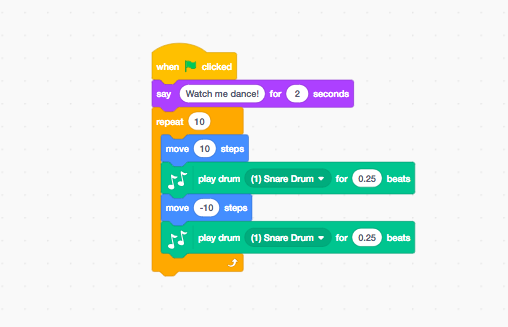 when clicked
say Watch me dance! for 2 seconds
repeat 10
move 10 steps
play drum (1) Snare Drum for 0.25 beats
move -10 steps
play drum (1) Snare Drum for 0.25 beats